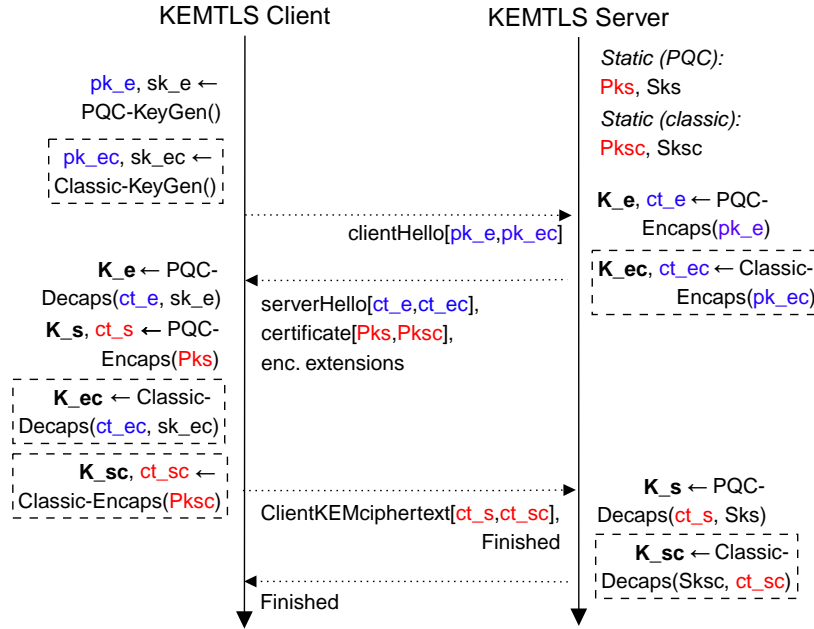 KEMTLS Client
KEMTLS Server
pk_e, sk_e ←
PQC-KeyGen()
pk_ec, sk_ec ←
Classic-KeyGen()
Static (PQC):
Pks, Sks
Static (classic):
Pksc, Sksc
clientHello[pk_e,pk_ec]
K_e, ct_e ← PQC-
Encaps(pk_e)
K_ec, ct_ec ← Classic-
Encaps(pk_ec)
serverHello[ct_e,ct_ec],
certificate[Pks,Pksc],
enc. extensions
K_e ← PQC-
Decaps(ct_e, sk_e)
K_s, ct_s ← PQC-
Encaps(Pks)
K_ec ← Classic-
Decaps(ct_ec, sk_ec)
K_sc, ct_sc ←
Classic-Encaps(Pksc)
ClientKEMciphertext[ct_s,ct_sc],
Finished
K_s ← PQC-
Decaps(ct_s, Sks)
K_sc ← Classic-
Decaps(Sksc, ct_sc)
Finished